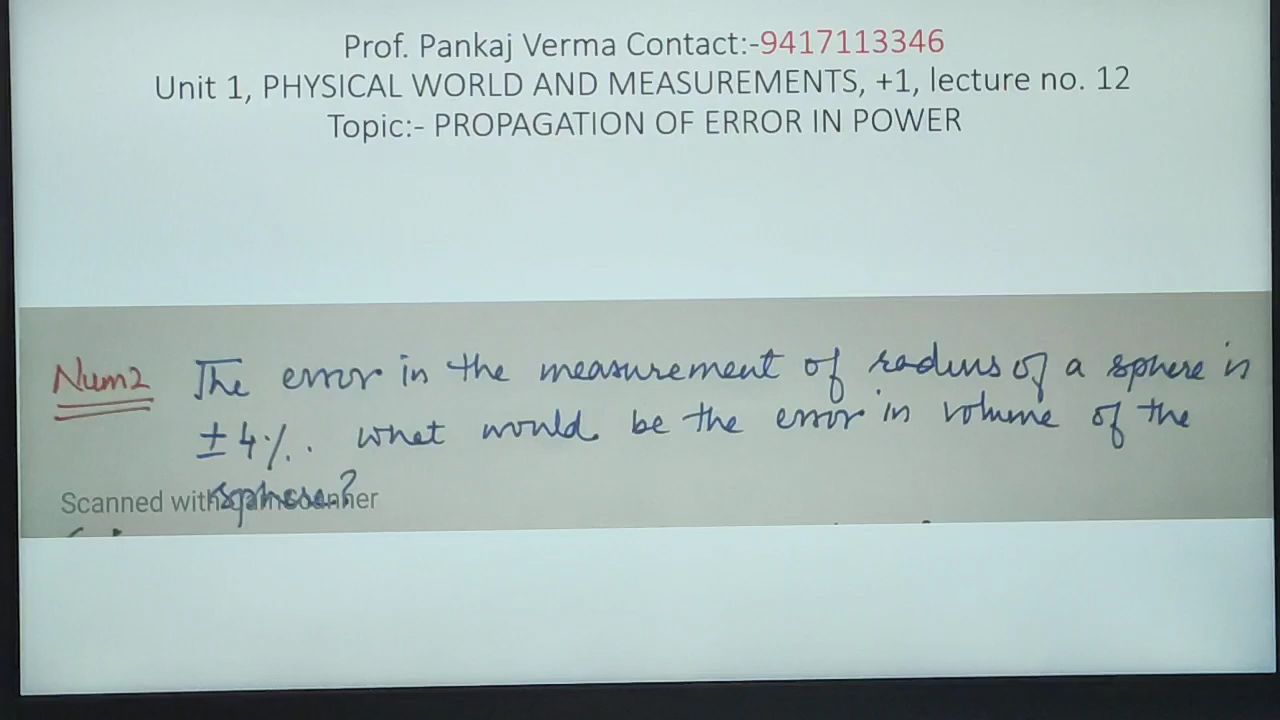 Prof. Pankaj Verma Contact:-9417113346
Unit 1, PHYSICAL WORLD AND MEASUREMENTS, +1, lecture no. 12
Topic:- PROPAGATION OF ERROR IN POWER
Num2 The error in the measurement of radius of a sphere is
±4%. what would be the error in volume of the
sphere?
Scanned with CamScanner